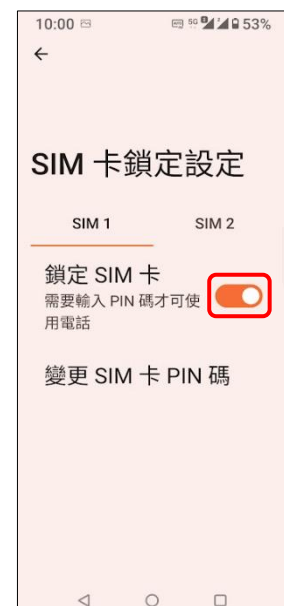 10:00 5G 53%
SIM 卡鎖定設定
SIM 1 SIM 2
鎖定 SIM 卡
需要輸入 PIN 碼才可使
用電話
變更 SIM 卡 PIN 碼